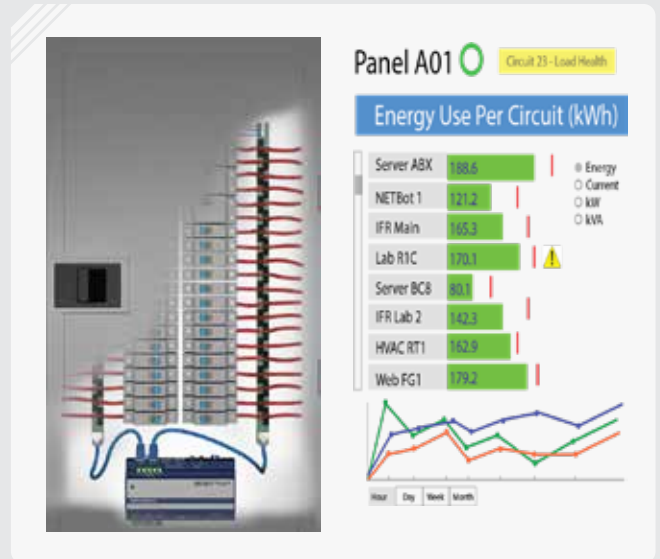 Panel A01
Circuit 23 - Load Health
Energy Use Per Circuit (kWh)
Server ABX 188.6
NETBot 1 121.2
IFR Main 165.3
Lab R1C 170.1
Server BC8 80.1
IFR Lab 2 142.3
HVAC RT1 162.9
Web FG1 179.2
Energy
Current
kW
kVA
Hour Day Week Month